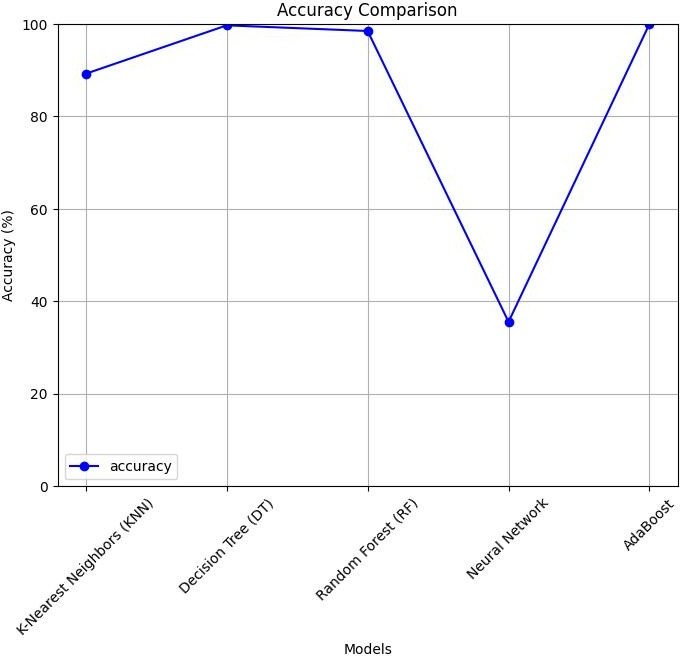 Accuracy Comparison
100
80
60
40
20
0
Accuracy (%)
accuracy
K-Nearest Neighbors (KNN)
Decision Tree (DT)
Random Forest (RF)
Neural Network
AdaBoost
Models